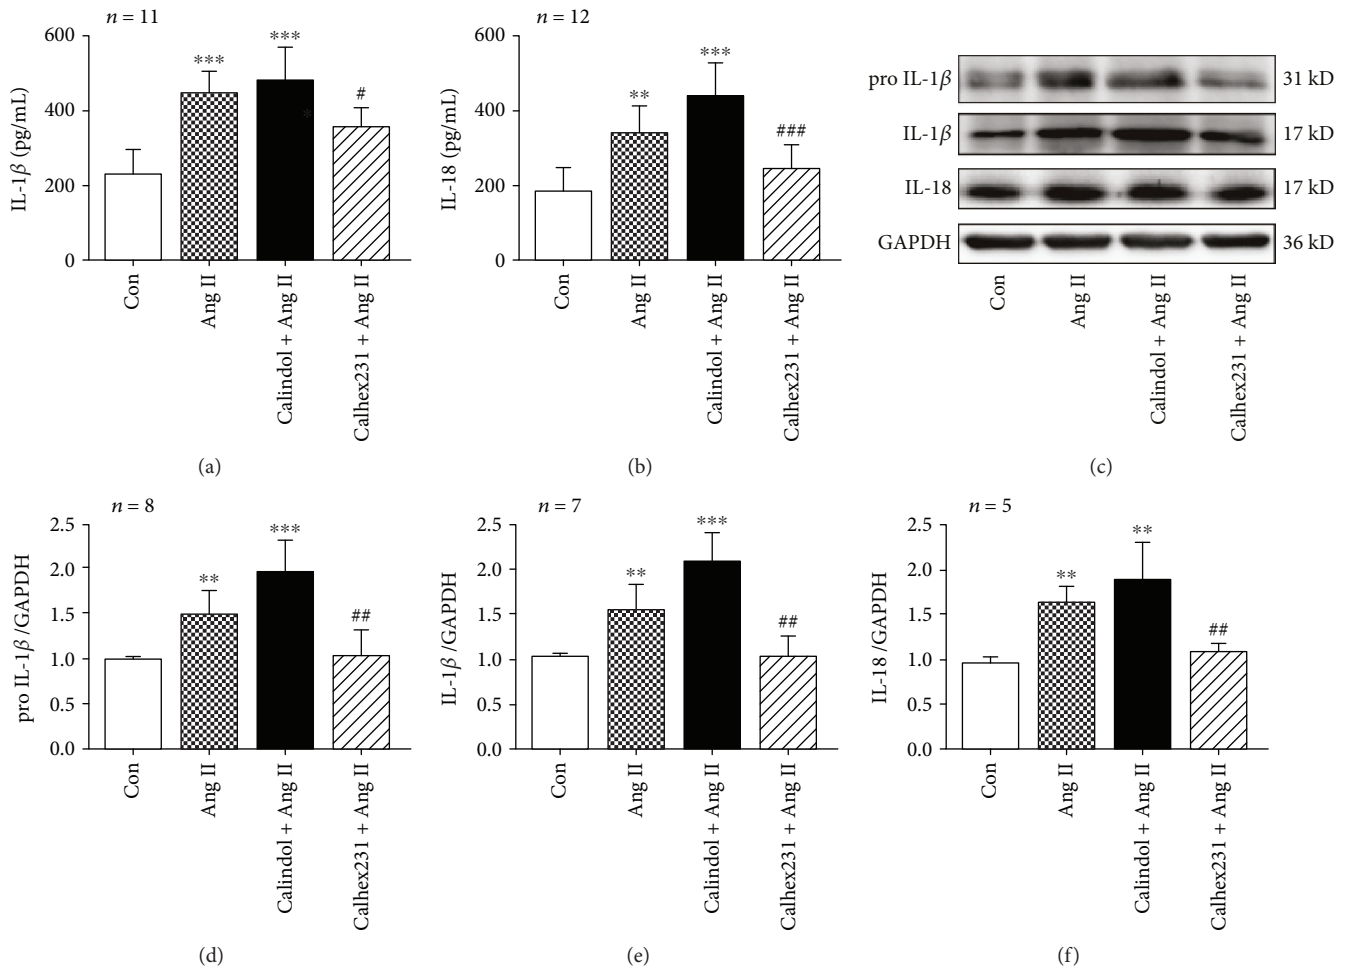 n = 11
600
400
200
0
IL-1β (pg/mL)
***
***
#
*
Con
Ang II
Calindol + Ang II
Calhex231 + Ang II
(a)
n = 12
600
400
200
0
IL-18 (pg/mL)
**
***
###
Con
Ang II
Calindol + Ang II
Calhex231 + Ang II
(b)
pro IL-1β 31 kD
IL-1β 17 kD
IL-18 17 kD
GAPDH 36 kD
Con
Ang II
Calindol + Ang II
Calhex231 + Ang II
(c)
n = 8
2.5
2.0
1.5
1.0
0.5
0.0
pro IL-1β /GAPDH
**
***
##
Con
Ang II
Calindol + Ang II
Calhex231 + Ang II
(d)
n = 7
2.5
2.0
1.5
1.0
0.5
0.0
IL-1β /GAPDH
**
***
##
Con
Ang II
Calindol + Ang II
Calhex231 + Ang II
(e)
n = 5
2.5
2.0
1.5
1.0
0.5
0.0
IL-18 /GAPDH
**
**
##
Con
Ang II
Calindol + Ang II
Calhex231 + Ang II
(f)